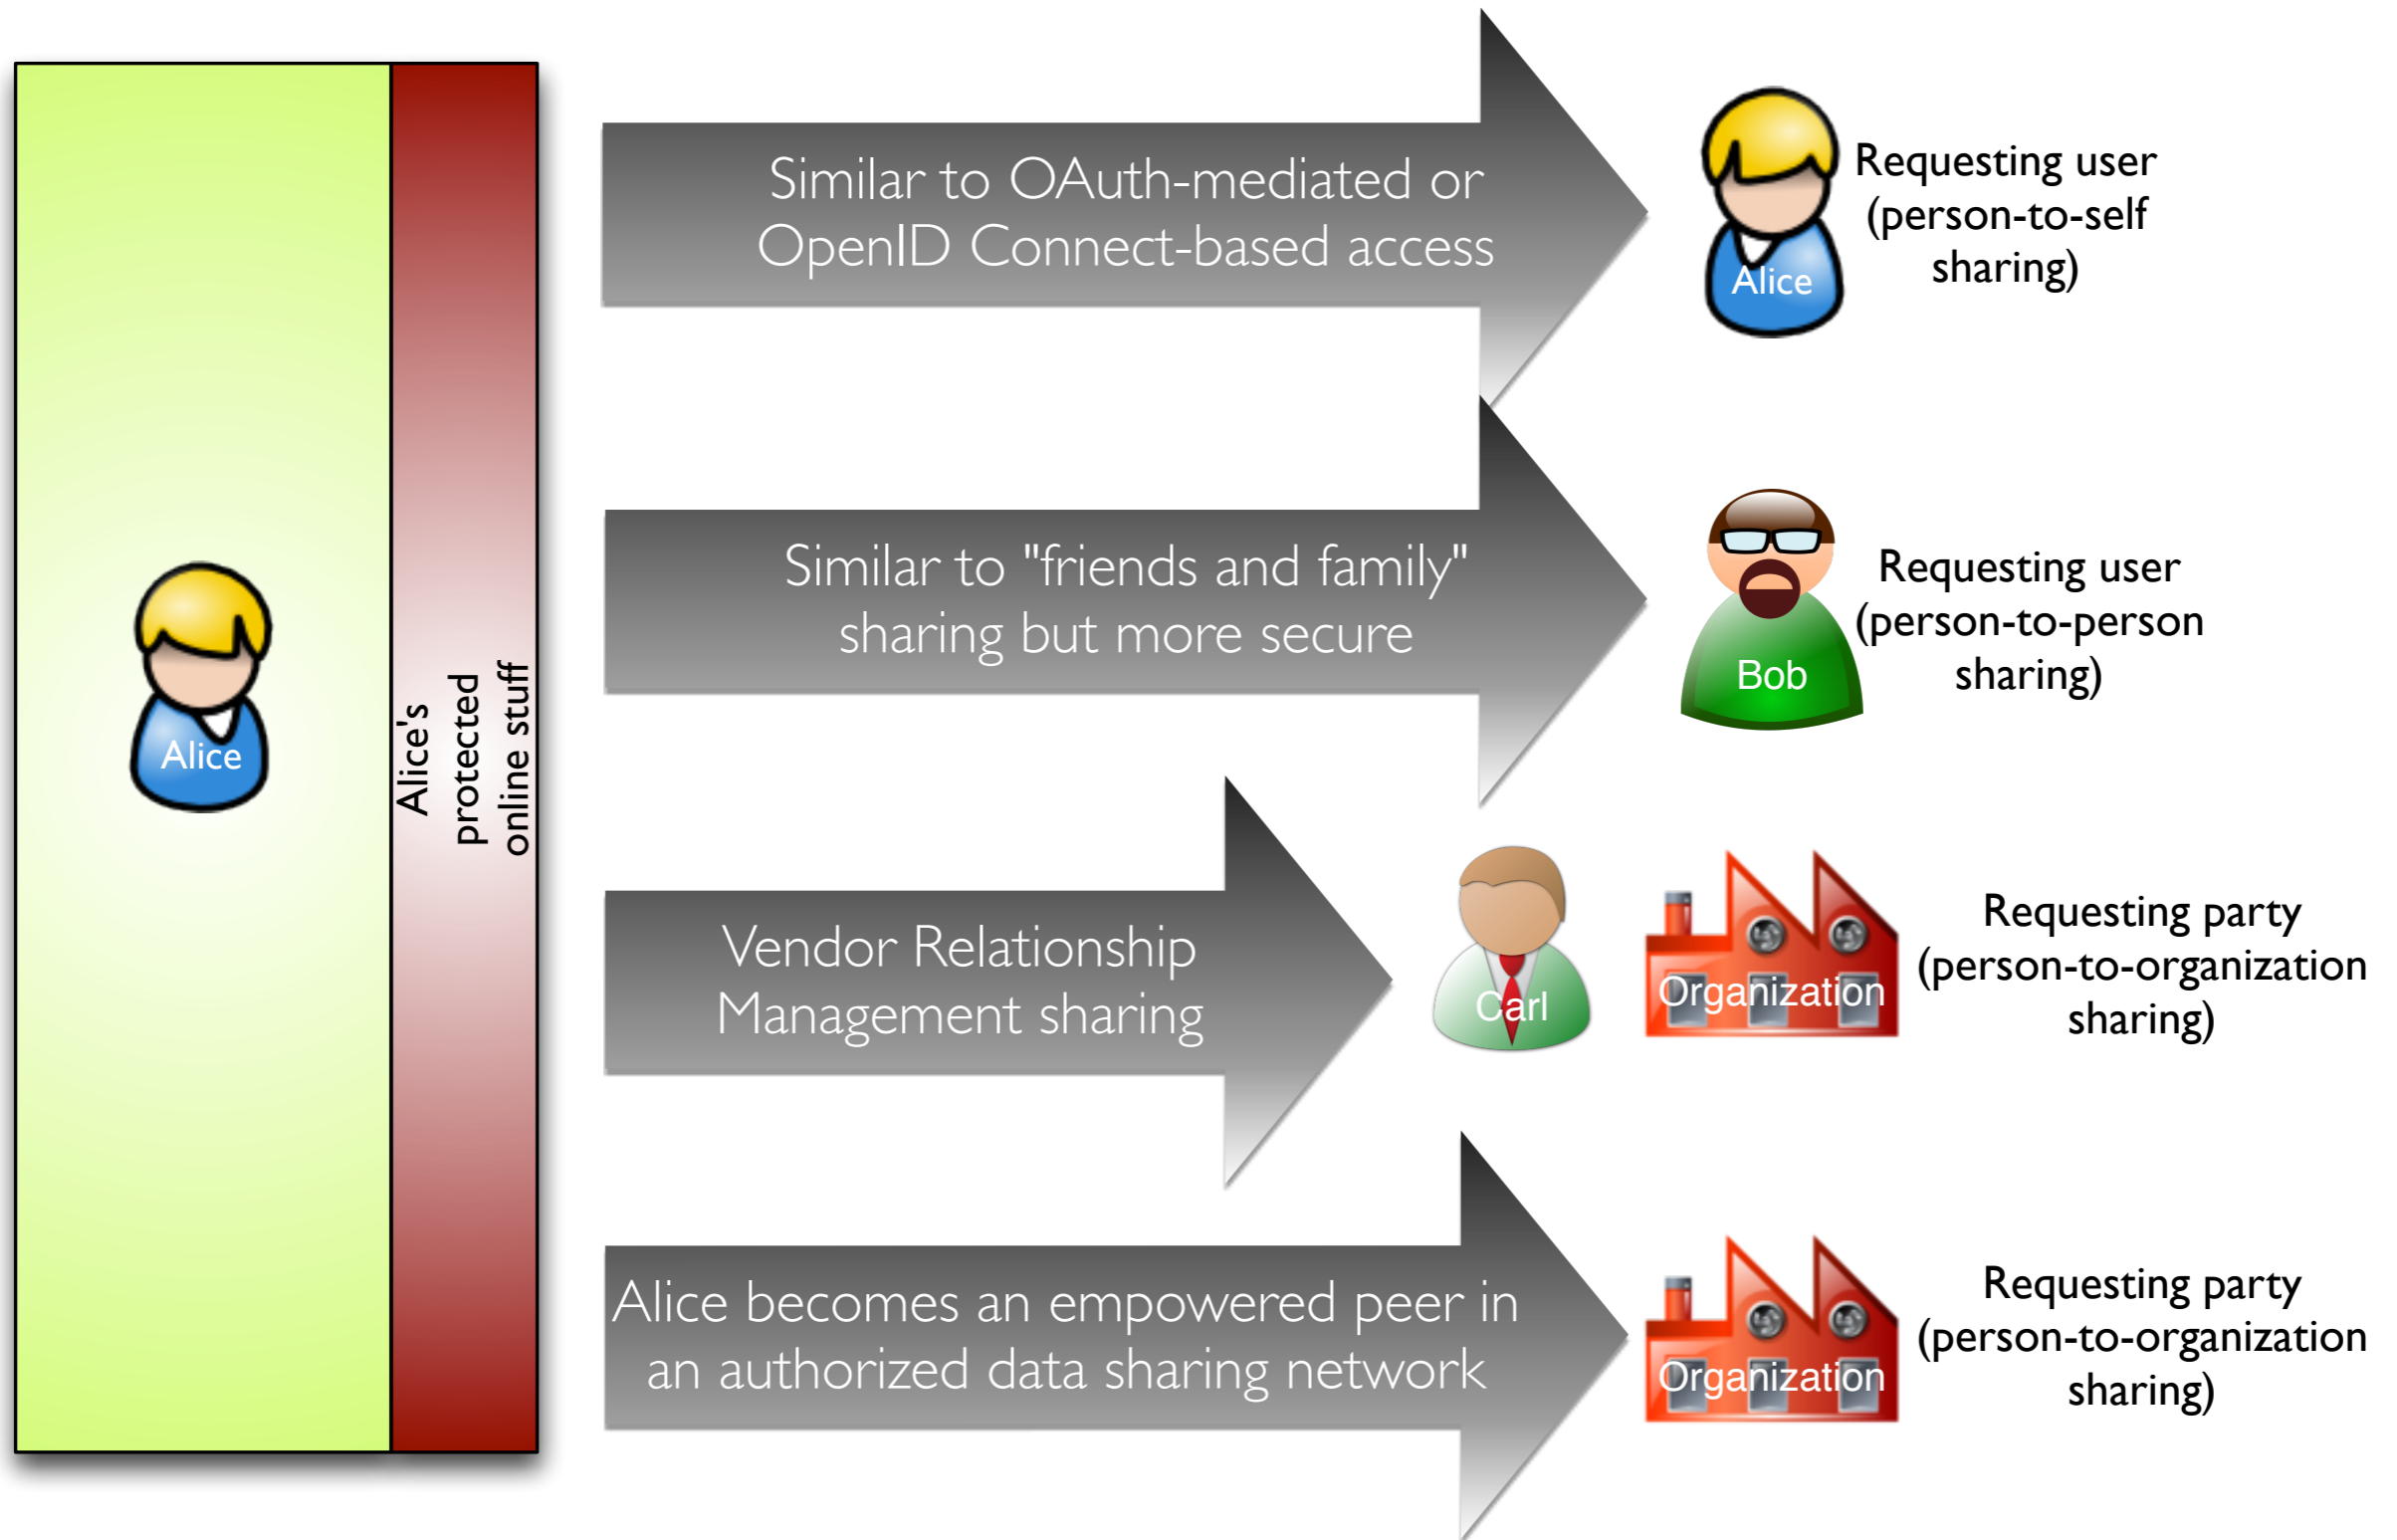 Alice
Alice's
protected
online stuff
Similar to OAuth-mediated or
OpenID Connect-based access
Alice
Requesting user
(person-to-self
sharing)
Similar to "friends and family"
sharing but more secure
Bob
Requesting user
(person-to-person
sharing)
Vendor Relationship
Management sharing
Carl
Organization
Requesting party
(person-to-organization
sharing)
Alice becomes an empowered peer in
an authorized data sharing network
Organization
Requesting party
(person-to-organization
sharing)